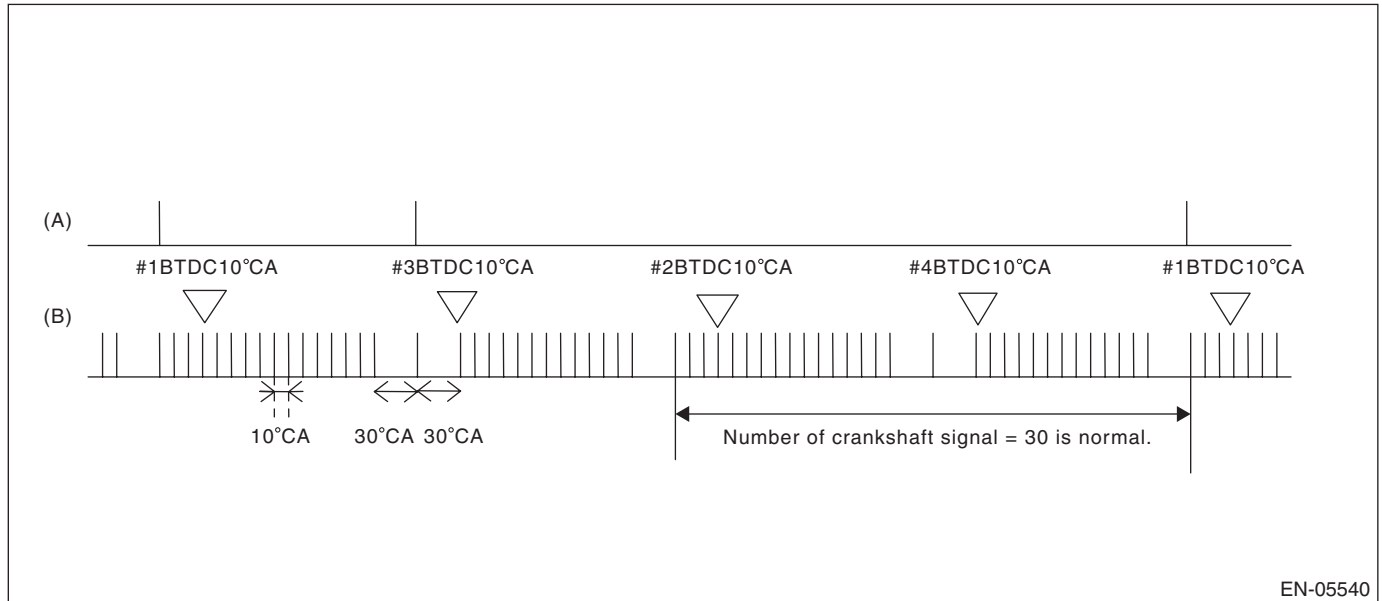 (A)
#1BTDC10°CA #3BTDC10°CA #2BTDC10°CA #4BTDC10°CA #1BTDC10°CA
(B)
10°CA 30°CA 30°CA Number of crankshaft signal = 30 is normal.
EN-05540